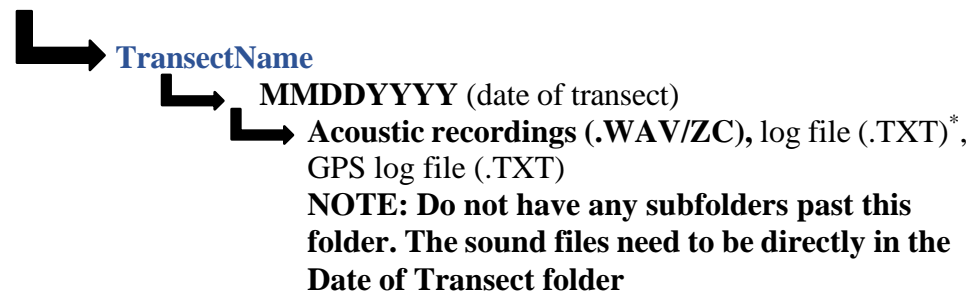 TransectName
MMDDYYYY (date of transect)
Acoustic recordings (.WAV/ZC), log file (.TXT)*,
GPS log file (.TXT)
NOTE: Do not have any subfolders past this
folder. The sound files need to be directly in the
Date of Transect folder